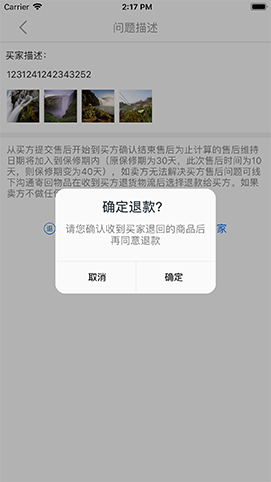 Carrier
2:17 PM
问题描述
买家描述：
1231241242343252
从买方提交售后开始到买方确认结束售后为止计算的售后维持
日期将加入到保修期内（原保修期为30天，此次售后时间为10
天，则保修期变为40天），如卖方无法解决买方售后问题可线
下沟通寄回物品在收到买方退货物流后选择退款给买方。如果
卖方不做任
确定退款?
请您确认收到买家退回的商品后
再同意退款
退
家
取消
确定